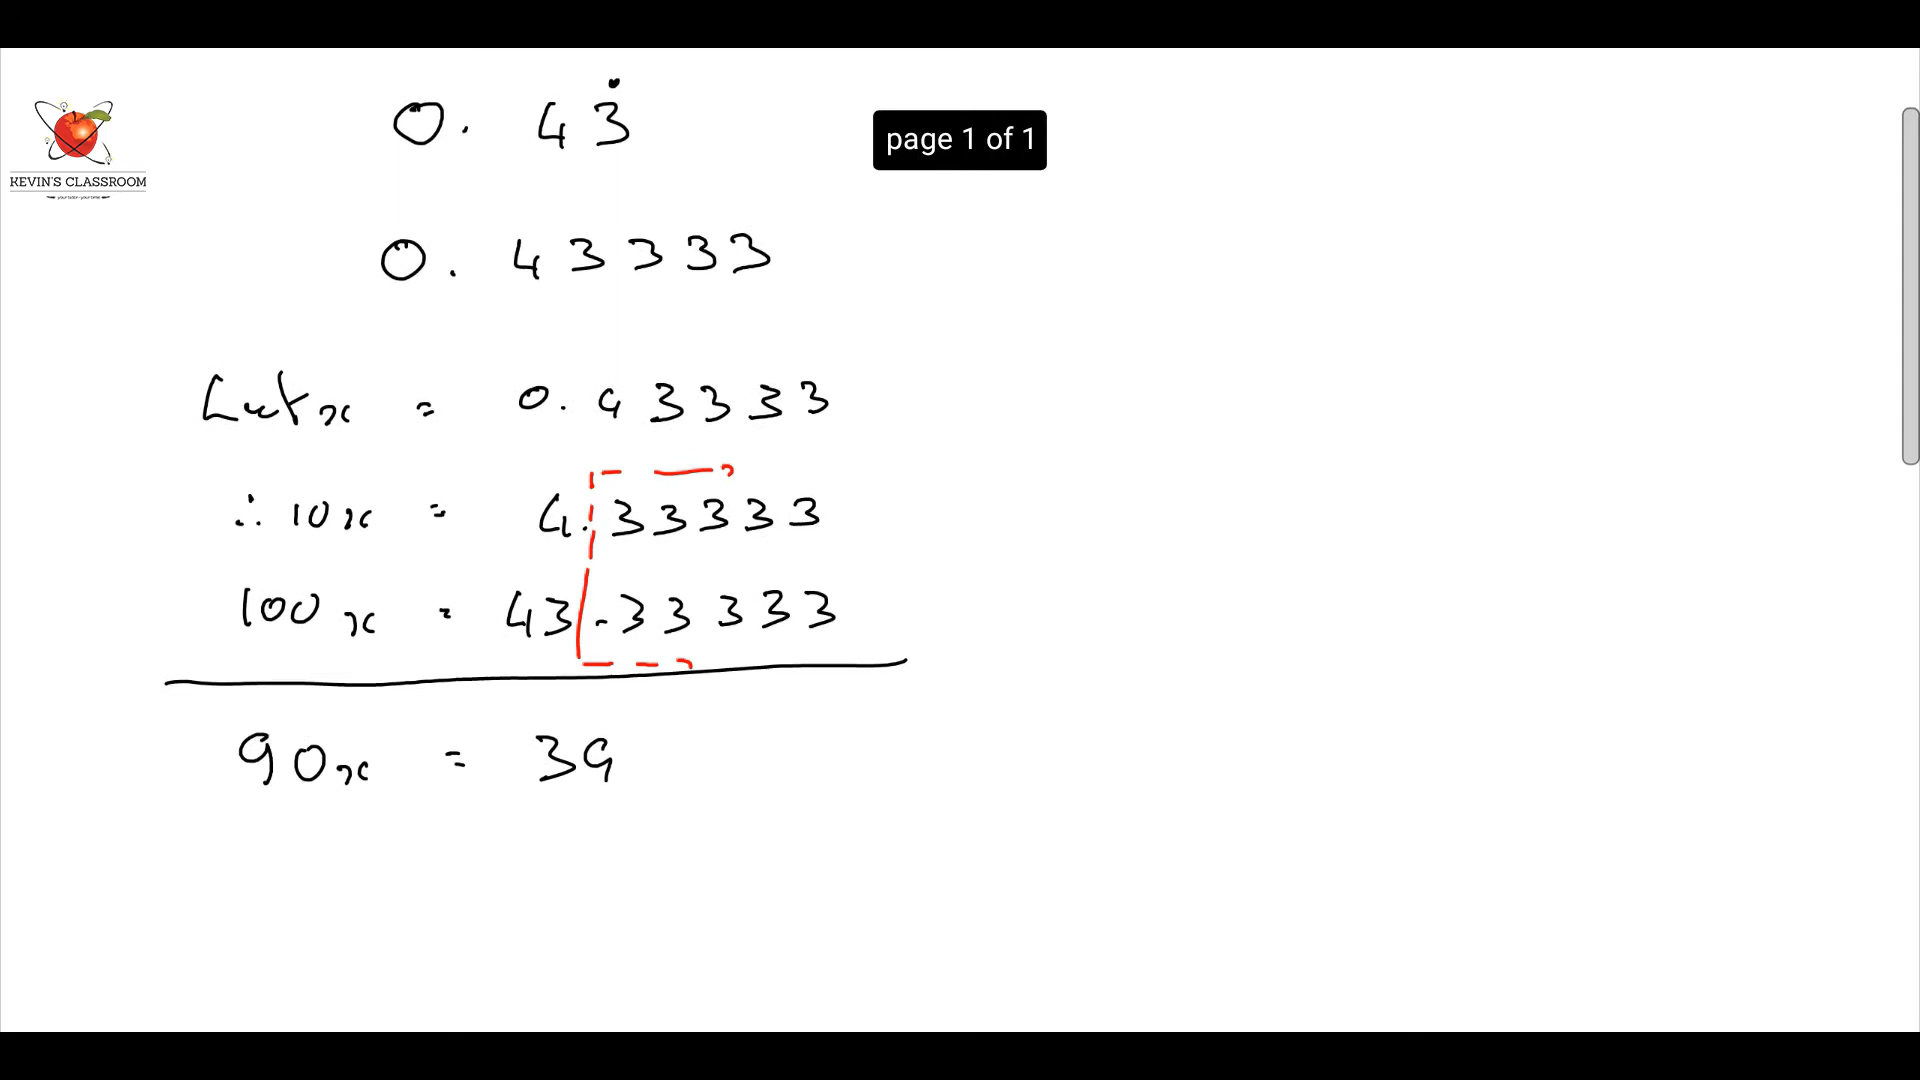 0.43̇
page 1 of 1
KEVIN'S CLASSROOM
0.43333
Let x = 0.43333
∴ 10x = 4.33333
100x = 43.33333
90x = 39